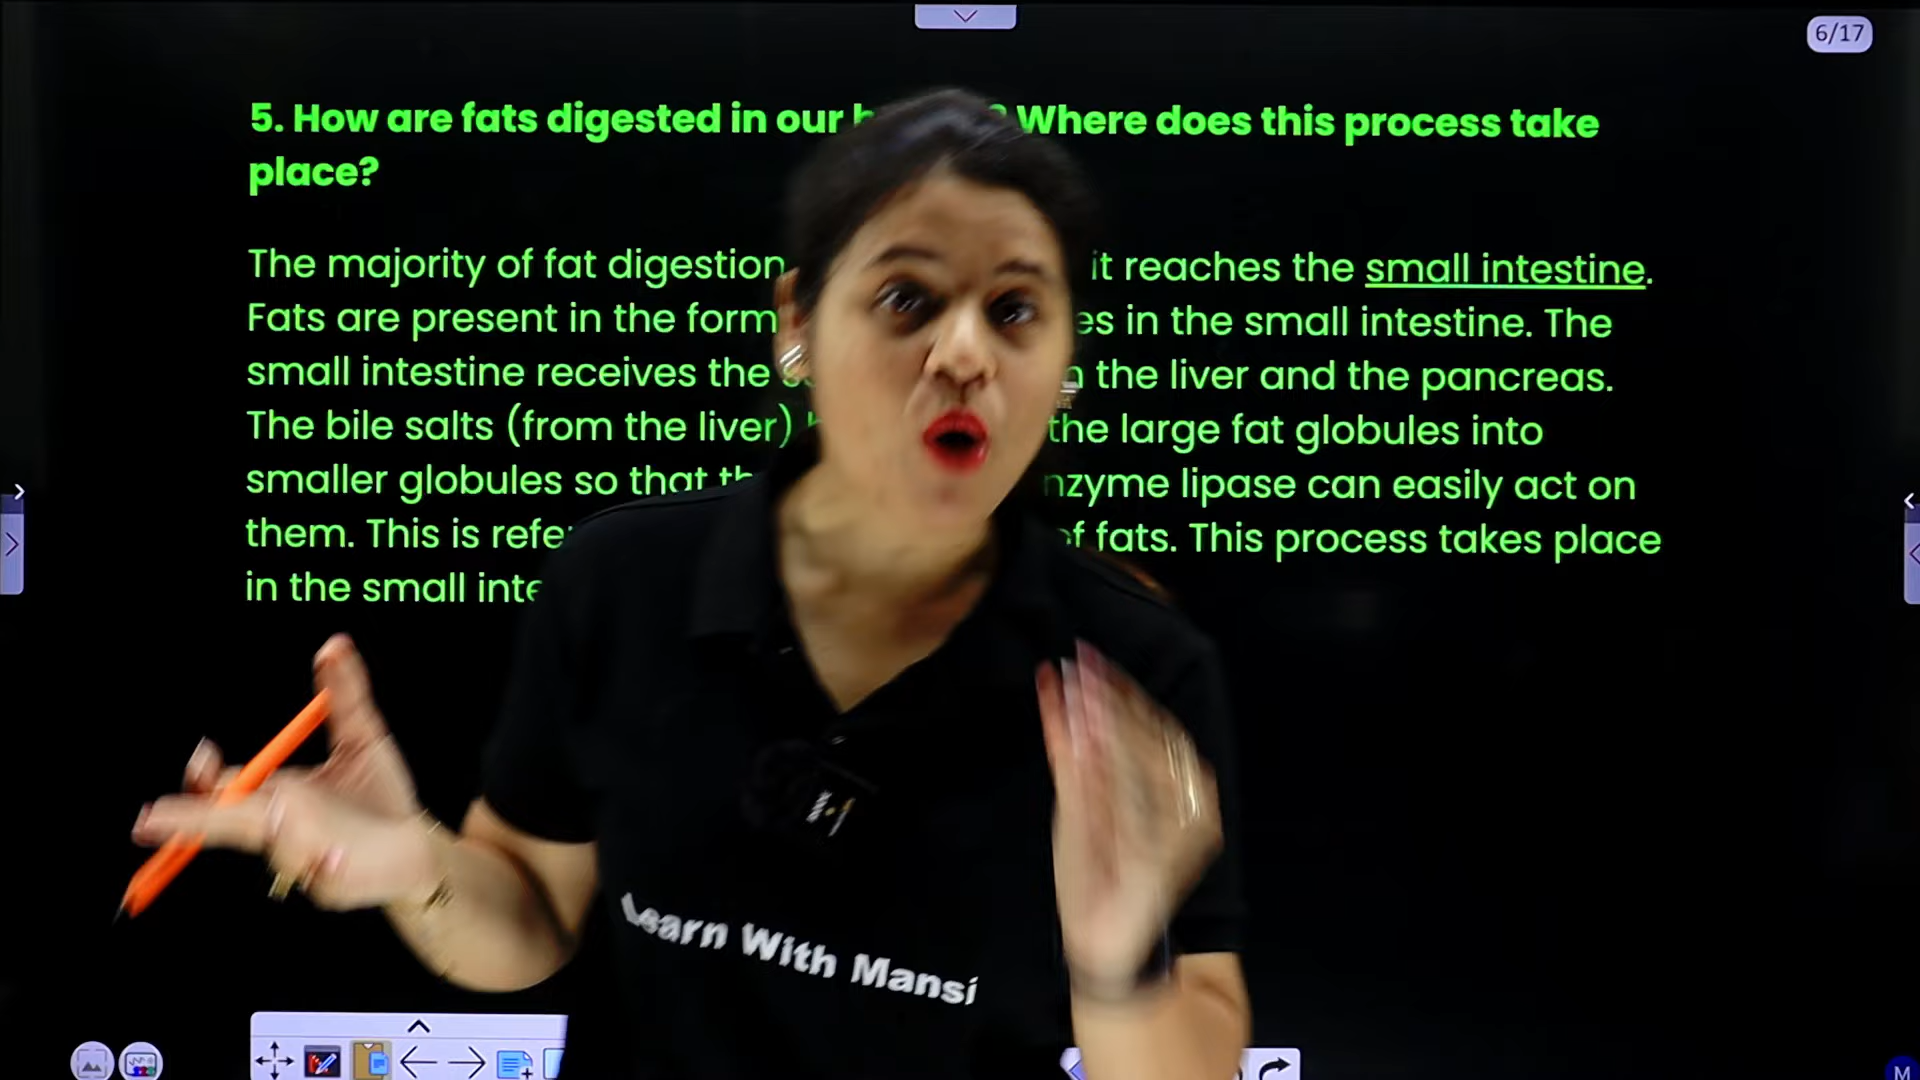 6/17
5. How are fats digested in our Where does this process take
place?
The majority of fat digestion it reaches the small intestine.
Fats are present in the form in the small intestine. The
small intestine receives the the liver and the pancreas.
The bile salts (from the liver) the large fat globules into
smaller globules so that lipase can easily act on
them. This is of fats. This process takes place
in the small
Learn With Mansi
M